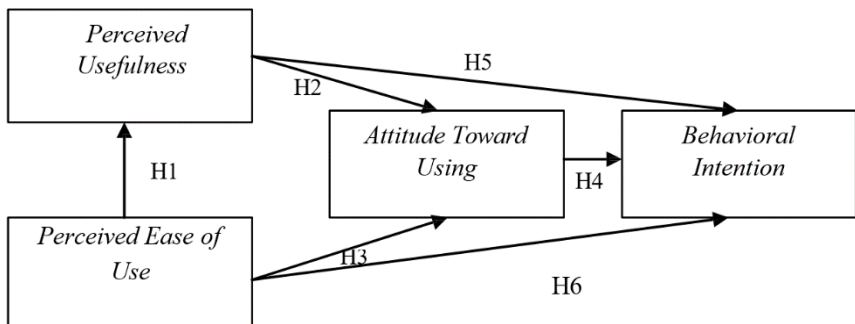 Perceived
Usefulness
H5
H2
Attitude Toward
Using
Behavioral
Intention
H1
H4
Perceived Ease of
Use
H3
H6